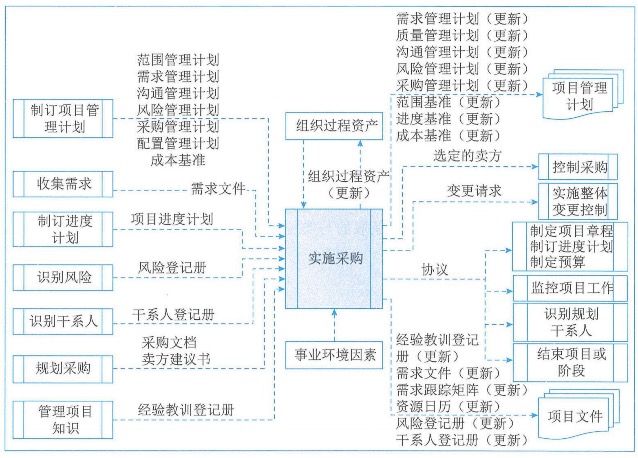 制订项目管
理计划
范围管理计划
需求管理计划
沟通管理计划
风险管理计划
采购管理计划
配置管理计划
成本基准
收集需求
需求文件
制订进度
计划
项目进度计划
识别风险
风险登记册
识别干系人
干系人登记册
规划采购
采购文档
卖方建议书
管理项目
知识
经验教训登记册
组织过程资产
组织过程资产
（更新）
实施采购
事业环境因素
需求管理计划（更新）
质量管理计划（更新）
沟通管理计划（更新）
风险管理计划（更新）
采购管理计划（更新）
范围基准（更新）
进度基准（更新）
成本基准（更新）
项目管理
计划
选定的卖方
控制采购
变更请求
实施整体
变更控制
协议
制定项目章程
制订进度计划
制定预算
监控项目工作
识别规划
干系人
结束项目或
阶段
经验教训登记
册（更新）
需求文件（更新）
需求跟踪矩阵（更新）
资源日历（更新）
风险登记册（更新）
干系人登记册（更新）
项目文件